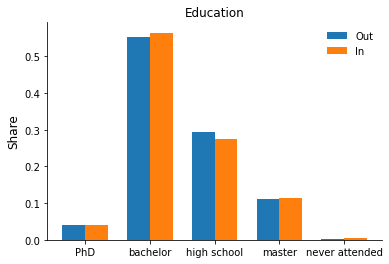 Education
Out
In
Share
0.5
0.4
0.3
0.2
0.1
0.0
PhD bachelor high school master never attended